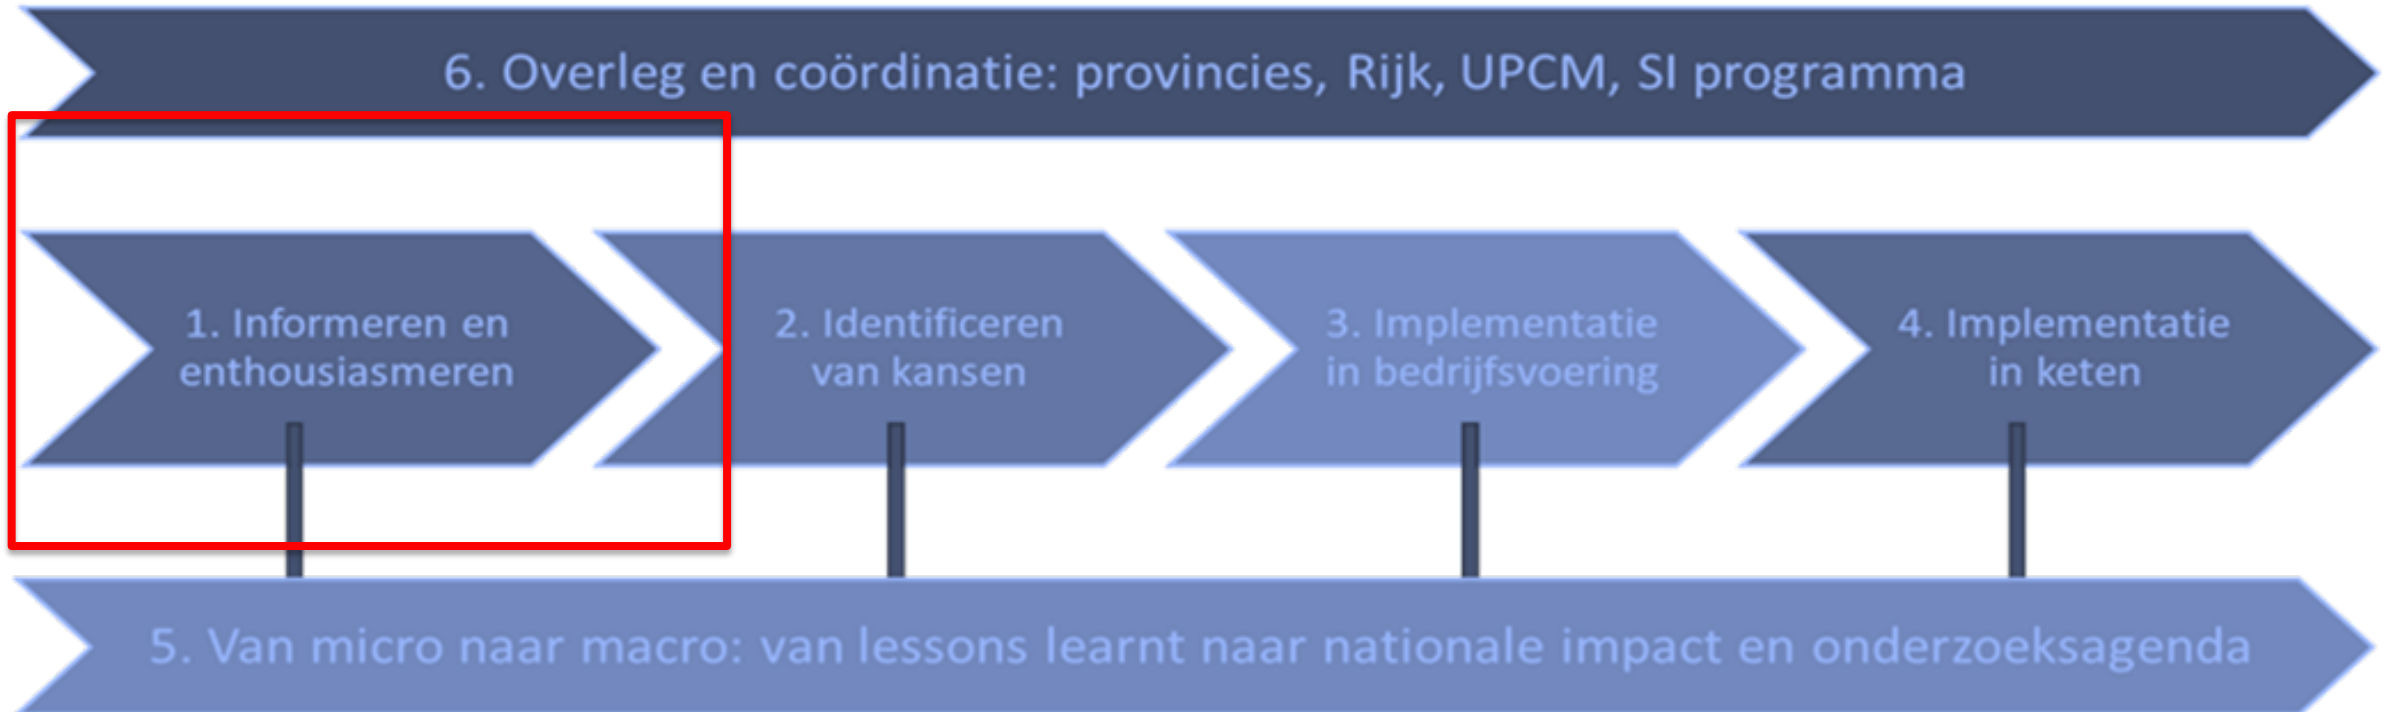 6. Overleg en coördinatie: provincies, Rijk, UPCM, SI programma
1. Informeren en
enthousiasmeren
2. Identificeren
van kansen
3. Implementatie
in bedrijfsvoering
4. Implementatie
in keten
5. Van micro naar macro: van lessons learnt naar nationale impact en onderzoeksagenda